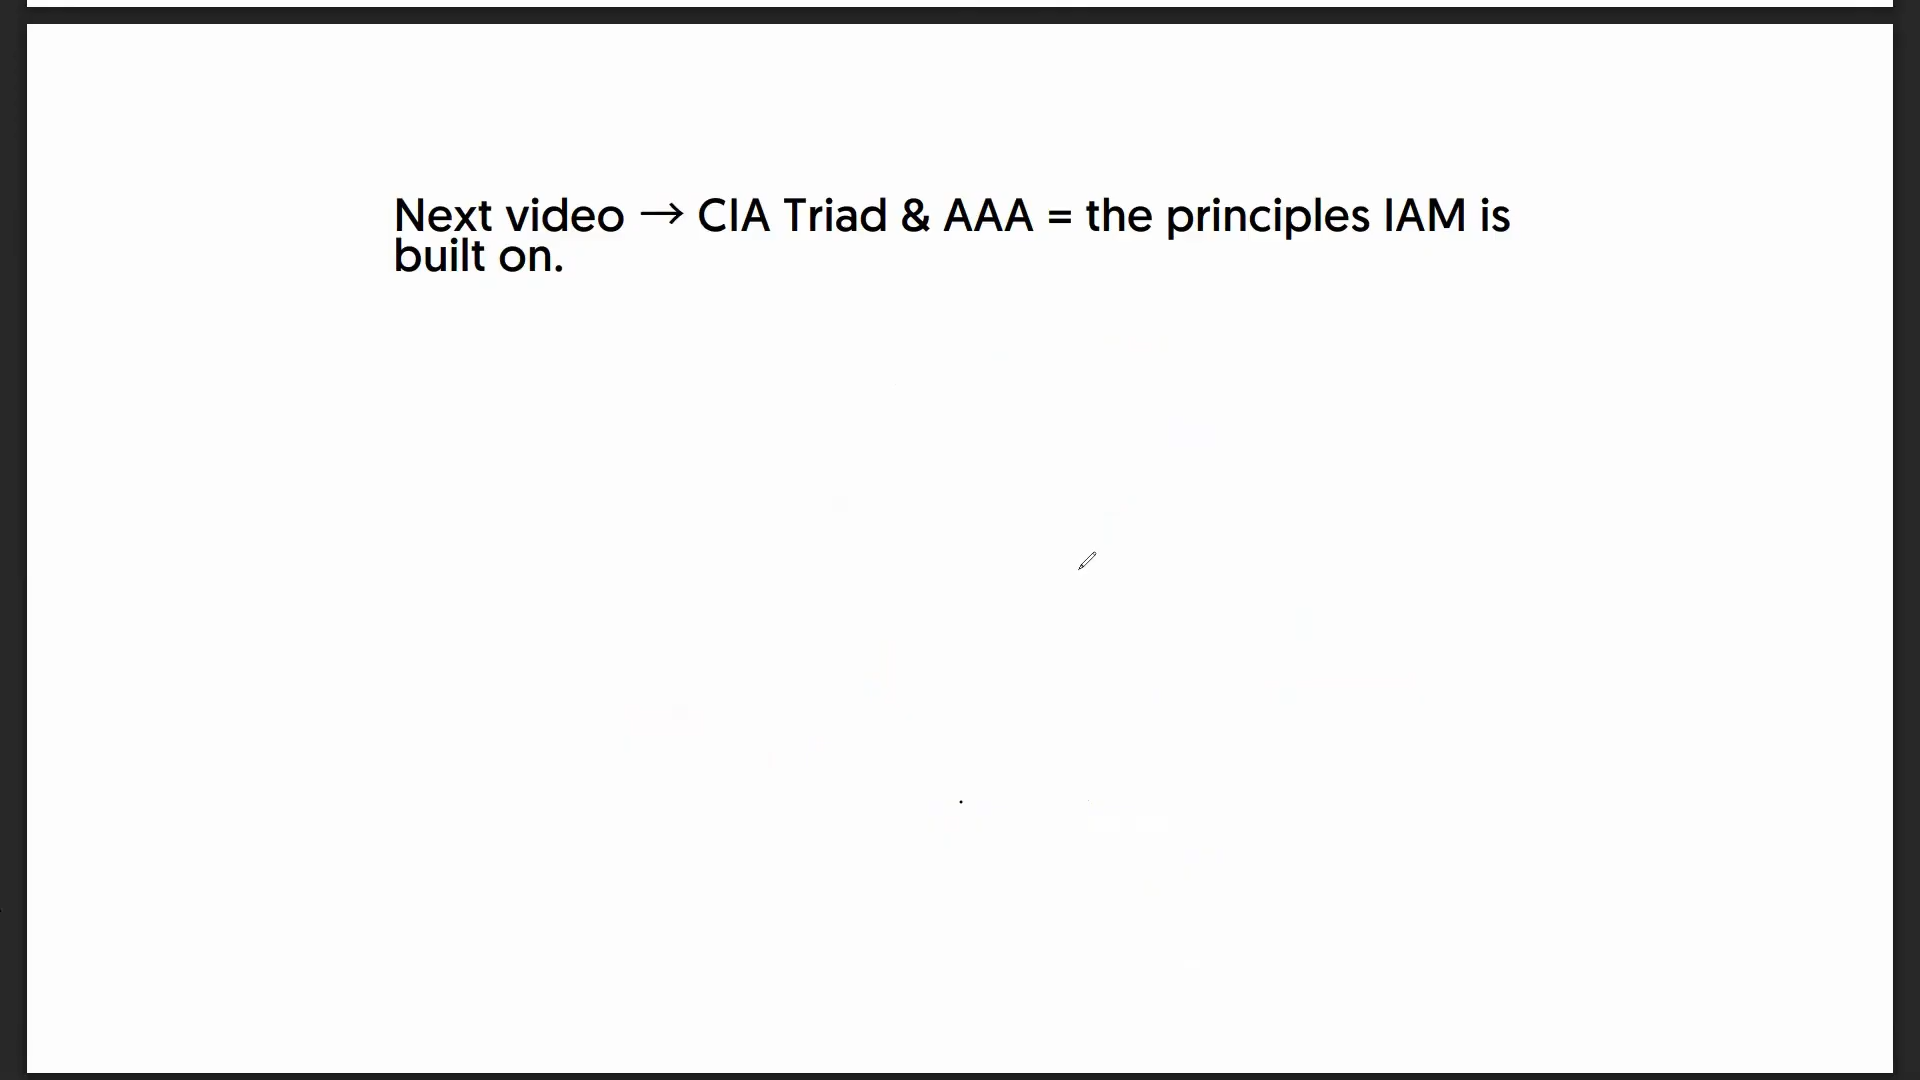 Next video → CIA Triad & AAA = the principles IAM is
built on.